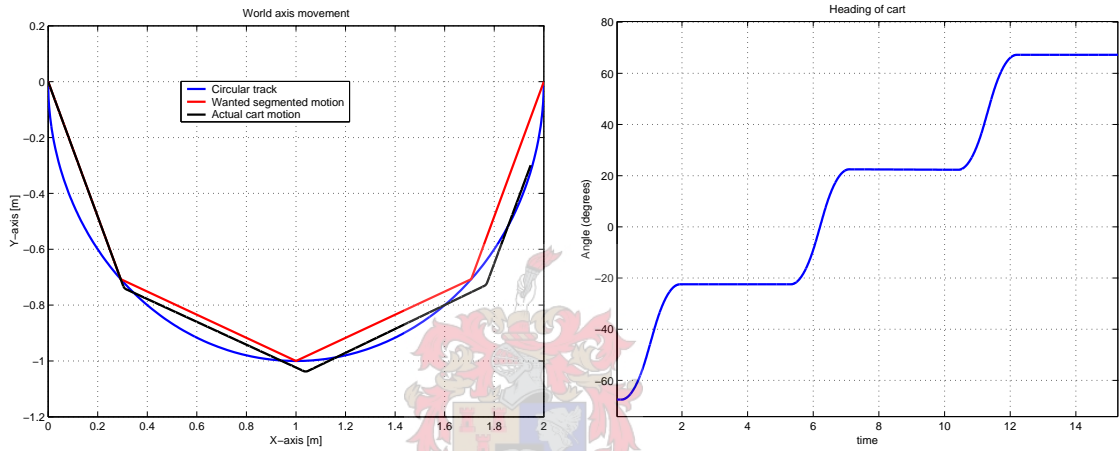 World axis movement
0.2
0
−0.2
−0.4
−0.6
−0.8
−1
−1.2
Y−axis [m]
Circular track
Wanted segmented motion
Actual cart motion
0 0.2 0.4 0.6 0.8 1 1.2 1.4 1.6 1.8 2
X−axis [m]
Heading of cart
80
60
40
20
0
−20
−40
−60
Angle (degrees)
2 4 6 8 10 12 14
time